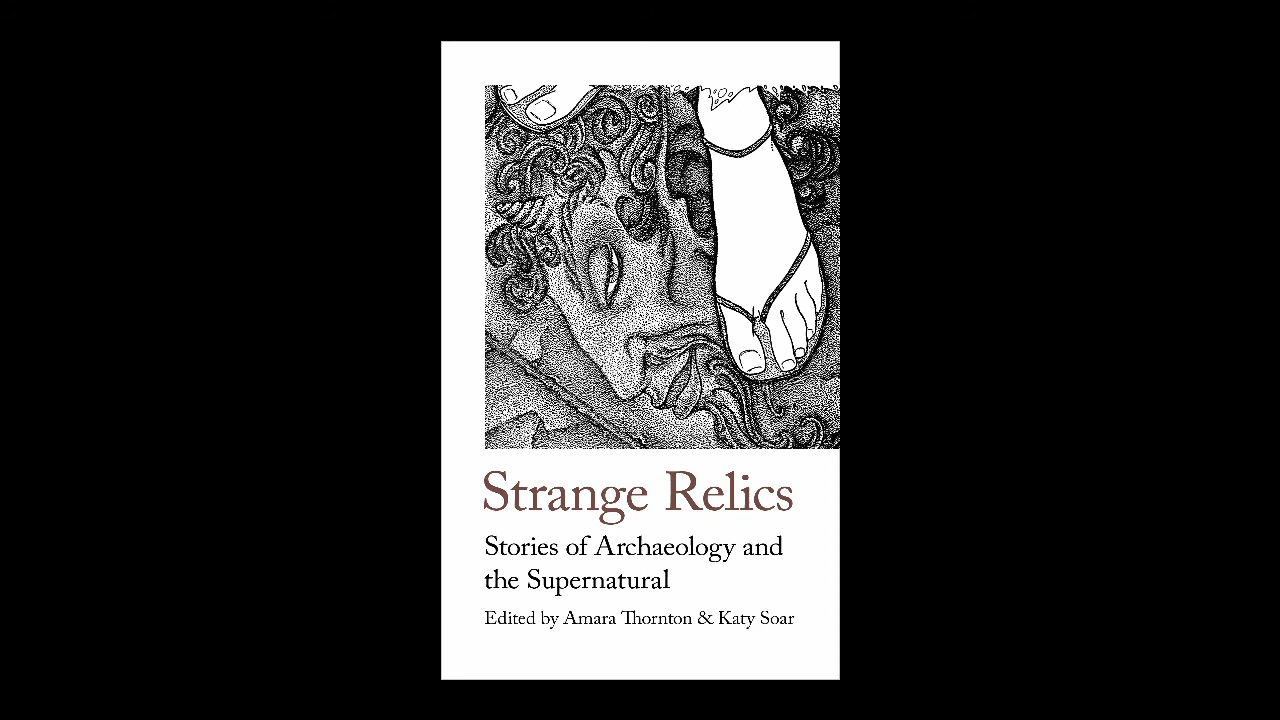 Strange Relics
Stories of Archaeology and
the Supernatural
Edited by Amara Thornton & Katy Soar